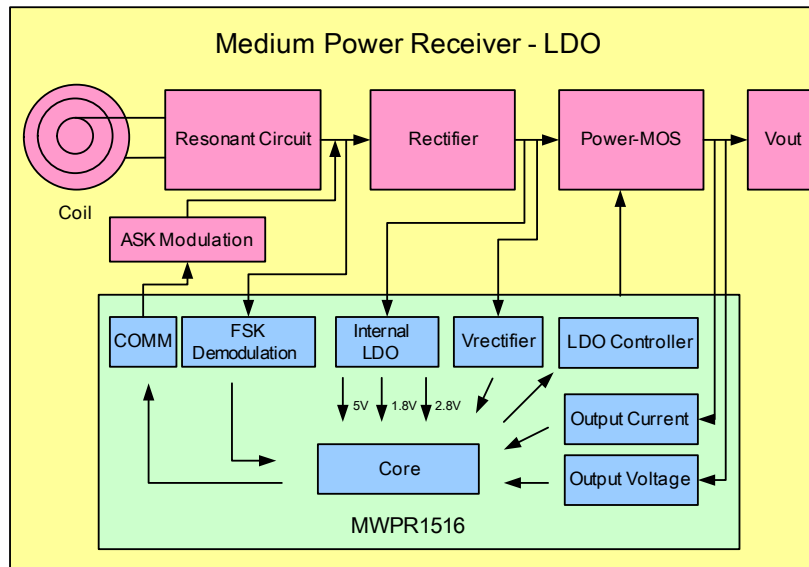 Medium Power Receiver - LDO
Resonant Circuit
Rectifier
Power-MOS
Vout
Coil
ASK Modulation
COMM
FSK
Demodulation
Internal
LDO
Vrectifier
LDO Controller
5V
1.8V
2.8V
Output Current
Core
Output Voltage
MWPR1516